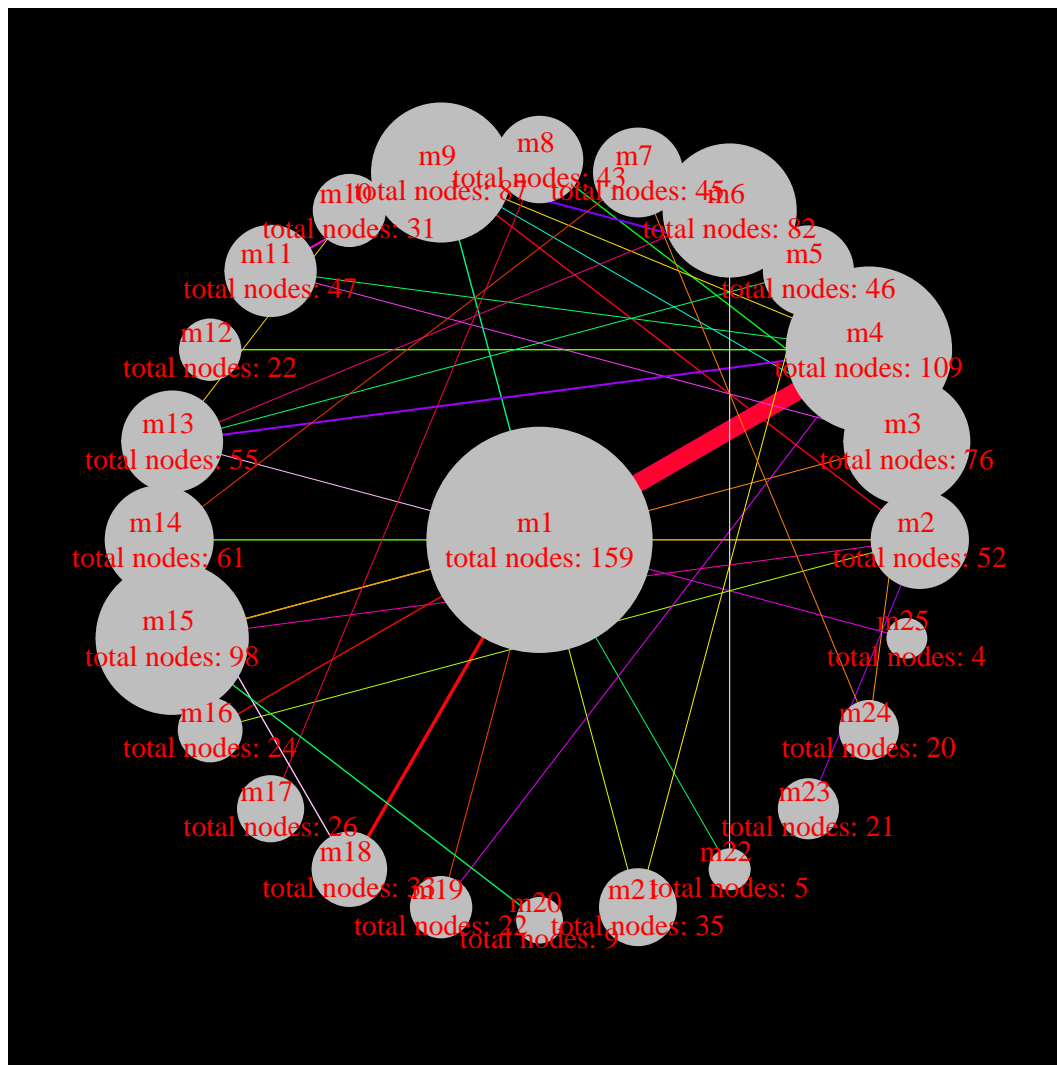 m8
m9
m7
total nodes: 43
total nodes: 87
total nodes: 45
m10
m6
total nodes: 31
total nodes: 82
m11
m5
total nodes: 47
total nodes: 46
m12
m4
total nodes: 22
total nodes: 109
m13
m3
total nodes: 55
total nodes: 76
m14
m1
m2
total nodes: 61
total nodes: 159
total nodes: 52
m15
m25
total nodes: 98
total nodes: 4
m16
m24
total nodes: 24
total nodes: 20
m17
m23
total nodes: 26
total nodes: 21
m18
m22
total nodes: 33
total nodes: 5
m19
m20
m21
total nodes: 22
total nodes: 9
total nodes: 35